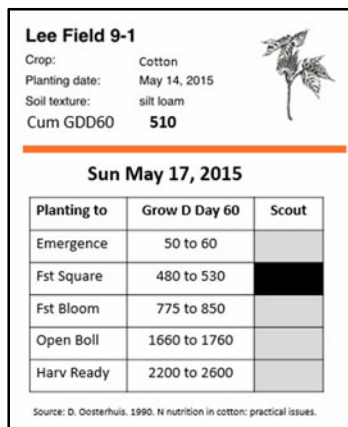 Lee Field 9-1
Crop: Cotton
Planting date: May 14, 2015
Soil texture: silt loam
Cum GDD60 510
Sun May 17, 2015
Planting to Grow D Day 60 Scout
Emergence 50 to 60
Fst Square 480 to 530
Fst Bloom 775 to 850
Open Boll 1660 to 1760
Harv Ready 2200 to 2600
Source: D. Oosterhuis. 1990. N nutrition in cotton: practical issues.